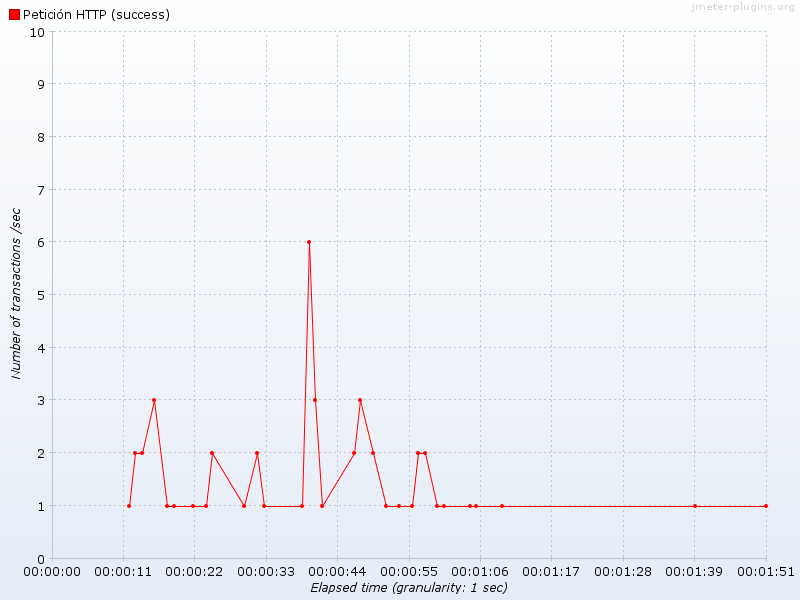 jmeter-plugins.org
Petición HTTP (success)
10
9
8
7
6
5
4
3
2
1
0
Number of transactions /sec
00:00:00 00:00:11 00:00:22 00:00:33 00:00:44 00:00:55 00:01:06 00:01:17 00:01:28 00:01:39 00:01:51
Elapsed time (granularity: 1 sec)